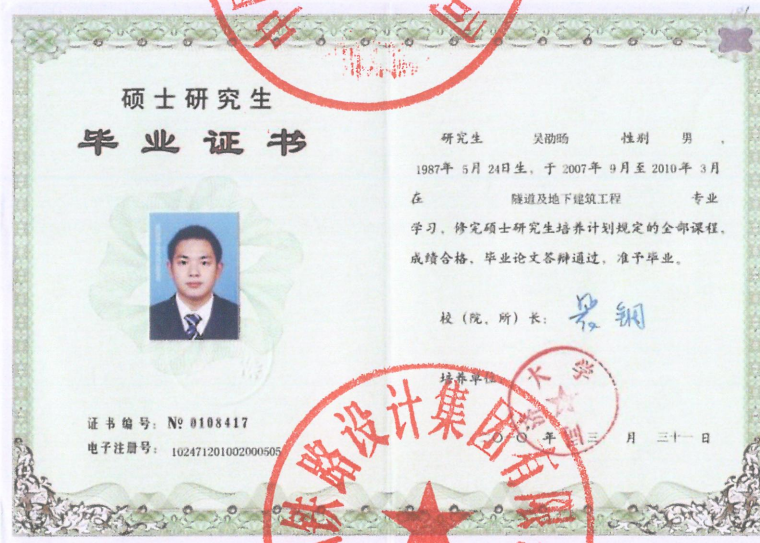 硕士研究生
毕业证书
证书编号: № 0108417
电子注册号: 102471201002000505
研究生 吴劭旸 性别 男,
1987年 5月 24日生。于 2007年 9月至 2010年 3月
在 隧道及地下建筑工程 专业
学习、修完硕士研究生培养计划规定的全部课程、
成绩合格、毕业论文答辩通过。准予毕业。
校(院、所)长:
培养单位
〇〇年 三 月 三十一 日
大学
铁路设计集团有限
司